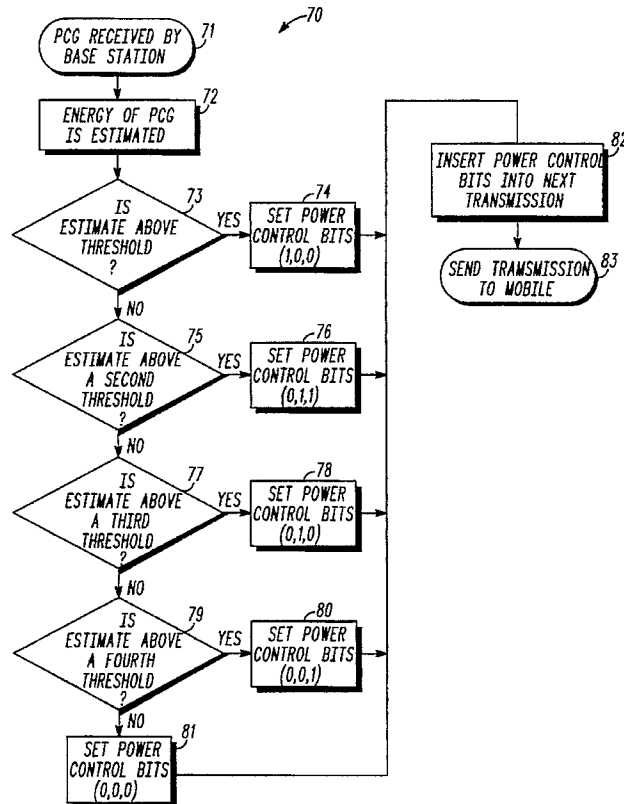 70
PCG RECEIVED BY
BASE STATION
71
ENERGY OF PCG
IS ESTIMATED
72
IS
ESTIMATE ABOVE
THRESHOLD
?
73
YES
SET POWER
CONTROL BITS
(1,0,0)
74
NO
IS
ESTIMATE ABOVE
A SECOND
THRESHOLD
?
75
YES
SET POWER
CONTROL BITS
(0,1,1)
76
NO
IS
ESTIMATE ABOVE
A THIRD
THRESHOLD
?
77
YES
SET POWER
CONTROL BITS
(0,1,0)
78
NO
IS
ESTIMATE ABOVE
A FOURTH
THRESHOLD
?
79
YES
SET POWER
CONTROL BITS
(0,0,1)
80
NO
SET POWER
CONTROL BITS
(0,0,0)
81
INSERT POWER CONTROL
BITS INTO NEXT
TRANSMISSION
82
SEND TRAMSMISSION
TO MOBILE
83